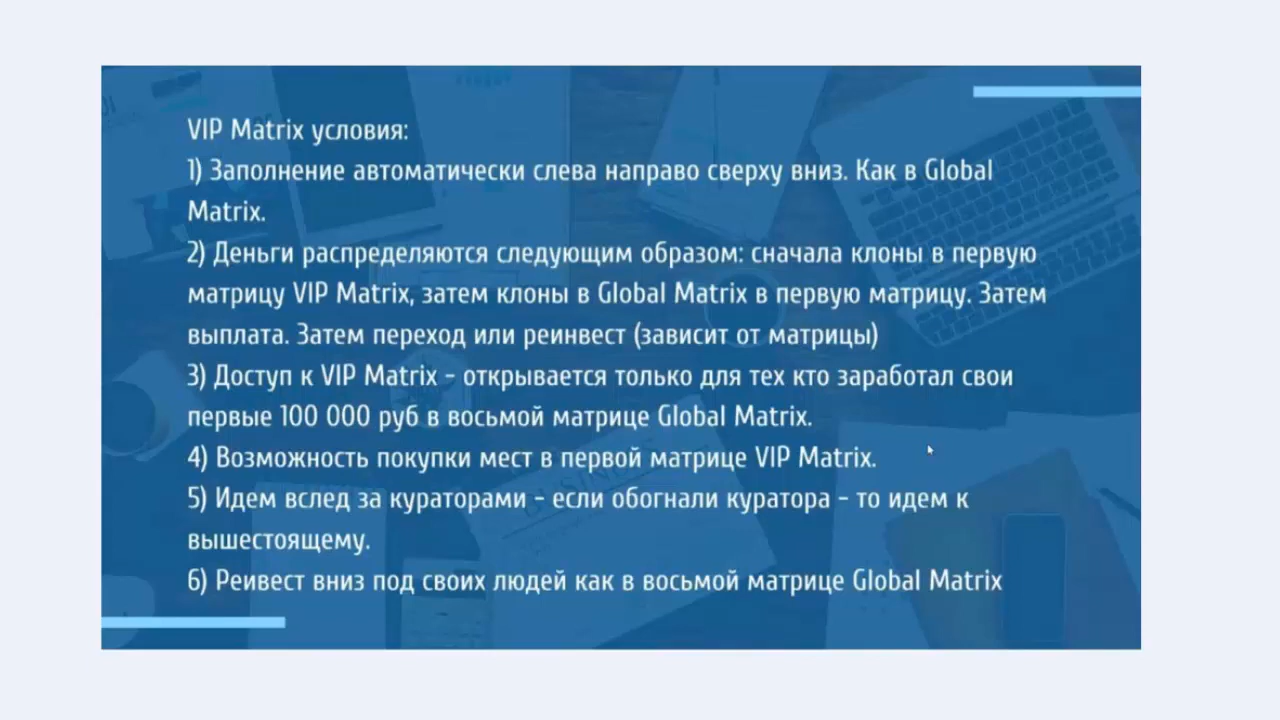 VIP Matrix условия:
1) Заполнение автоматически слева направо сверху вниз. Как в Global
Matrix.
2) Деньги распределяются следующим образом: сначала клоны в первую
матрицу VIP Matrix, затем клоны в Global Matrix в первую матрицу. Затем
выплата. Затем переход или реинвест (зависит от матрицы)
3) Доступ к VIP Matrix - открывается только для тех кто заработал свои
первые 100 000 руб в восьмой матрице Global Matrix.
4) Возможность покупки мест в первой матрице VIP Matrix.
5) Идем вслед за кураторами - если обогнали куратора - то идем к
вышестоящему.
6) Реивест вниз под своих людей как в восьмой матрице Global Matrix